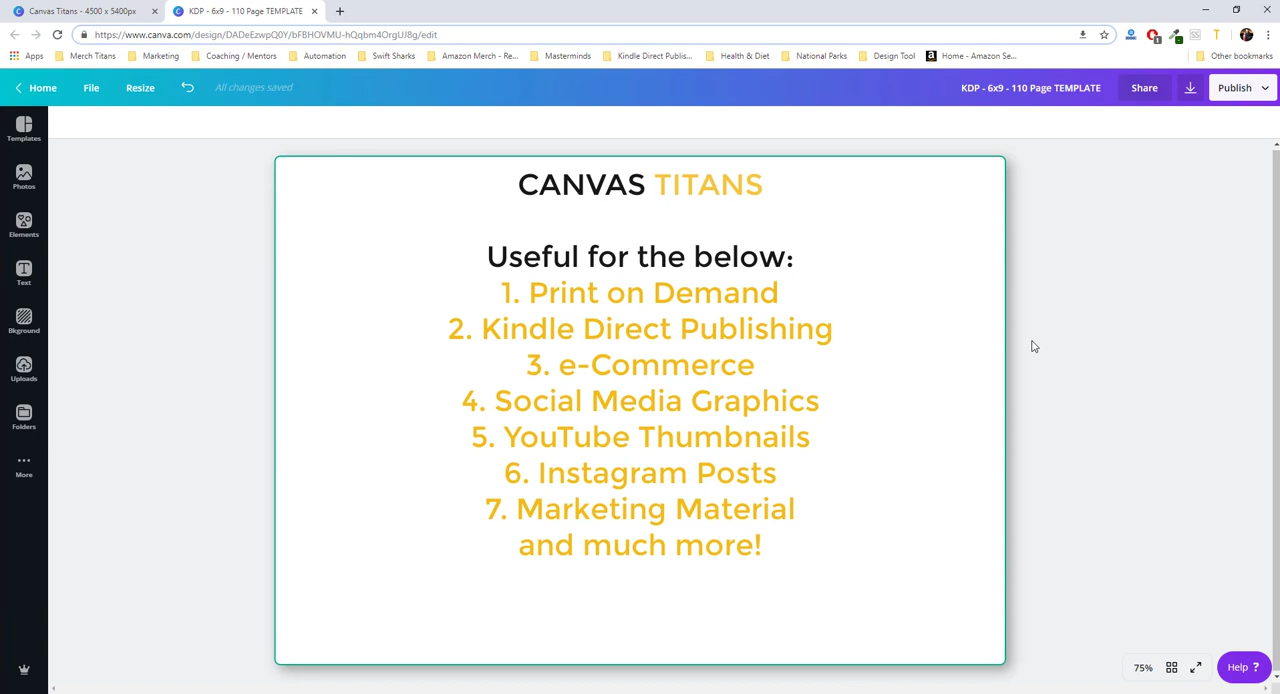 Canvas Titans - 4500 x 5400px
KDP - 6x9 - 110 Page TEMPLATE
https://www.canva.com/design/DADeEzwpQ0Y/bFBHOVMU-hQqbm4OrgUJ8g/edit
Apps
Merch Titans
Marketing
Coaching / Mentors
Automation
Swift Sharks
Amazon Merch - Re...
Masterminds
Kindle Direct Publis...
Health & Diet
National Parks
Design Tool
Home - Amazon Se...
Other bookmarks
Home
File
Resize
All changes saved
KDP - 6x9 - 110 Page TEMPLATE
Share
Publish
Templates
Photos
Elements
Text
Bkground
Uploads
Folders
More
CANVAS TITANS
Useful for the below:
1. Print on Demand
2. Kindle Direct Publishing
3. e-Commerce
4. Social Media Graphics
5. YouTube Thumbnails
6. Instagram Posts
7. Marketing Material
and much more!
75%
Help ?